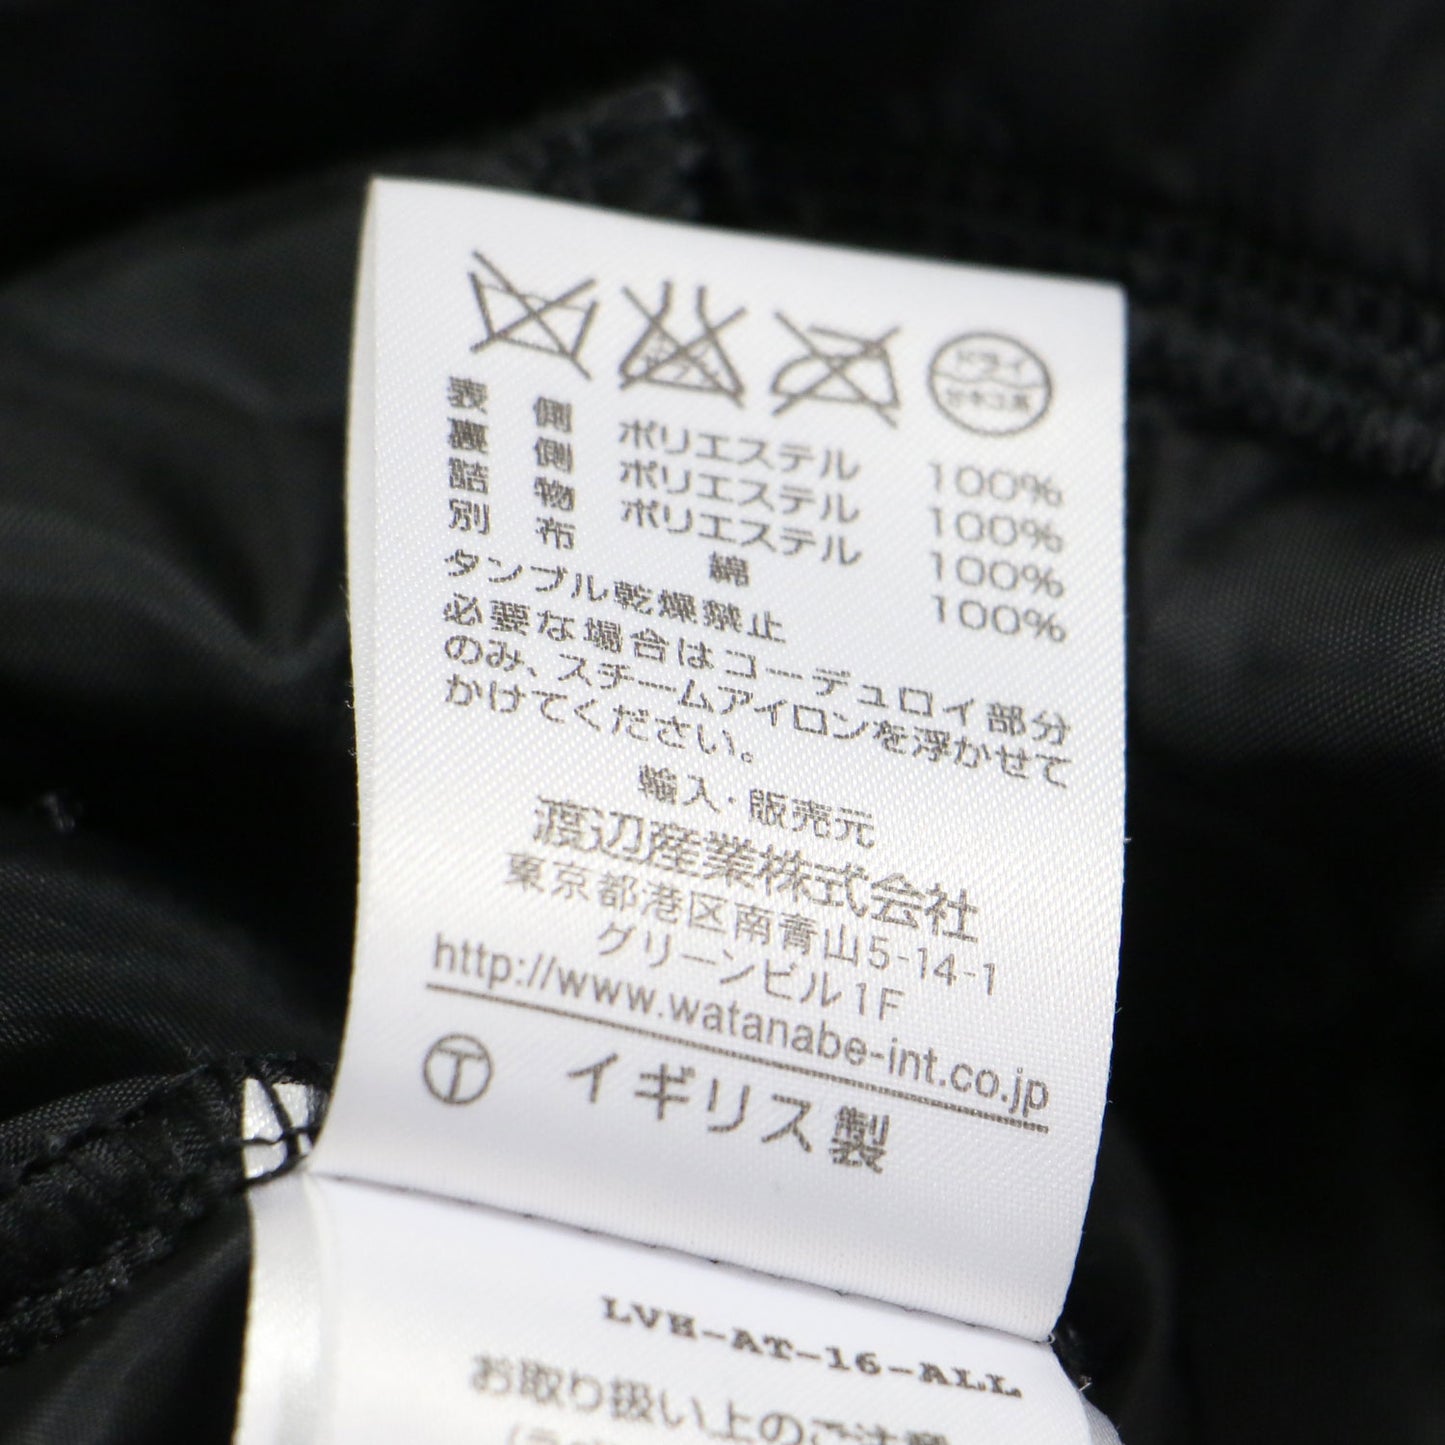 ドライ
セキユ系
表側 ポリエステル 100%
裏側 ポリエステル 100%
詰物 ポリエステル 100%
別布 綿 100%
タンブル乾燥禁止
必要な場合はコーデュロイ部分
のみ、スチームアイロンを浮かせて
かけてください。
輸入・販売元
渡辺産業株式会社
東京都港区南青山5-14-1
グリーンビル1F
http://www.watanabe-int.co.jp
Ⓣ イギリス製
LVH-AT-16-ALL
お取り扱い上のご注意